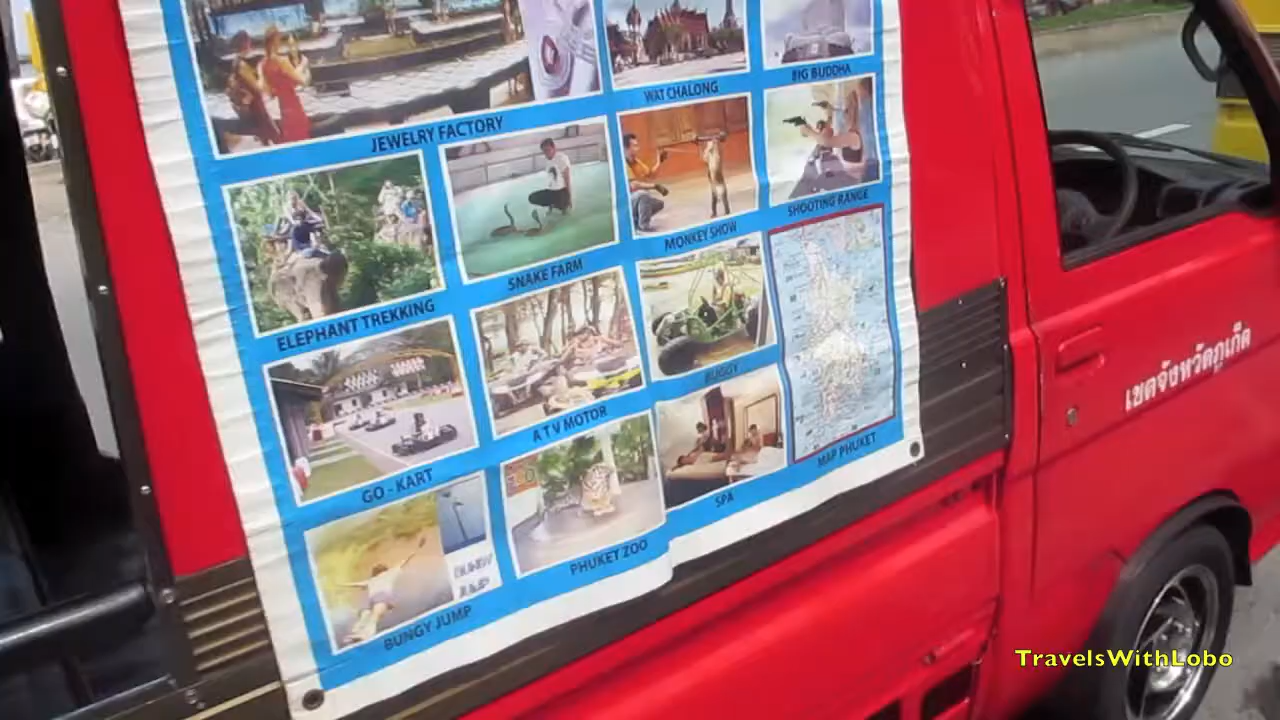 JEWELRY FACTORY
WAT CHALONG
BIG BUDDHA
ELEPHANT TREKKING
SNAKE FARM
MONKEY SHOW
SHOOTING RANGE
GO - KART
A T V MOTOR
BUGGY
MAP PHUKET
BUNGY JUMP
PHUKET ZOO
SPA
เขตจังหวัดภูเก็ต
TravelsWithLobo